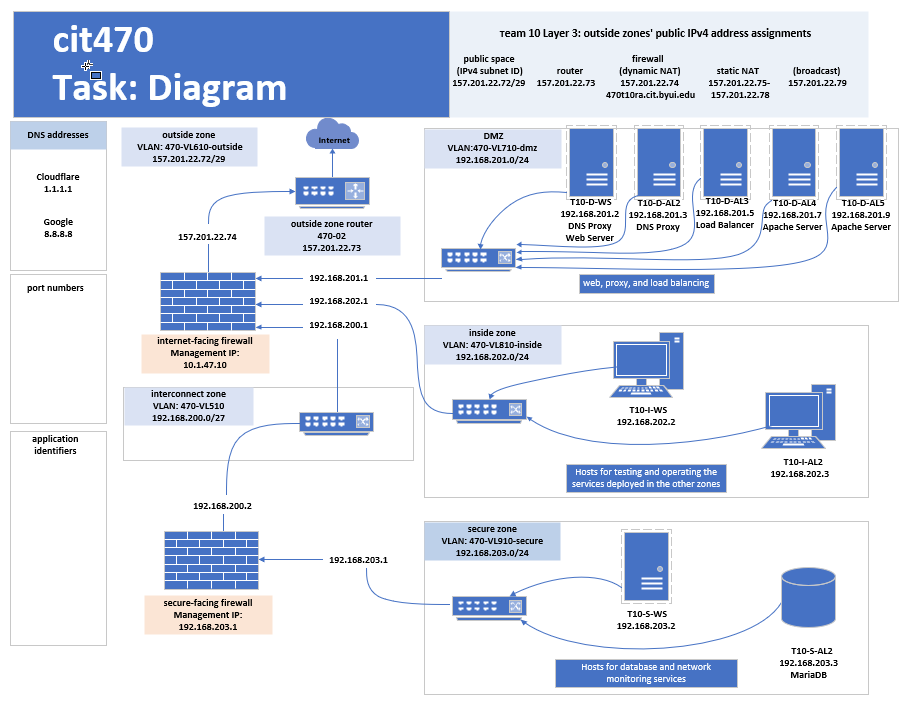 cit470
Task: Diagram
Team 10 Layer 3: outside zones' public IPv4 address assignments
public space
(IPv4 subnet ID)
157.201.22.72/29
router
157.201.22.73
firewall
(dynamic NAT)
157.201.22.74
470t10ra.cit.byui.edu
static NAT
157.201.22.75-
157.201.22.78
(broadcast)
157.201.22.79
DNS addresses
Cloudflare
1.1.1.1
Google
8.8.8.8
port numbers
application
identifiers
outside zone
VLAN: 470-VL610-outside
157.201.22.72/29
Internet
outside zone router
470-02
157.201.22.73
157.201.22.74
192.168.201.1
192.168.202.1
192.168.200.1
internet-facing firewall
Management IP:
10.1.47.10
interconnect zone
VLAN: 470-VL510
192.168.200.0/27
192.168.200.2
192.168.203.1
secure-facing firewall
Management IP:
192.168.203.1
DMZ
VLAN:470-VL710-dmz
192.168.201.0/24
T10-D-WS
192.168.201.2
DNS Proxy
Web Server
T10-D-AL2
192.168.201.3
DNS Proxy
T10-D-AL3
192.168.201.5
Load Balancer
T10-D-AL4
192.168.201.7
Apache Server
T10-D-AL5
192.168.201.9
Apache Server
web, proxy, and load balancing
inside zone
VLAN: 470-VL810-inside
192.168.202.0/24
T10-I-WS
192.168.202.2
T10-I-AL2
192.168.202.3
Hosts for testing and operating the
services deployed in the other zones
secure zone
VLAN: 470-VL910-secure
192.168.203.0/24
T10-S-WS
192.168.203.2
T10-S-AL2
192.168.203.3
MariaDB
Hosts for database and network
monitoring services